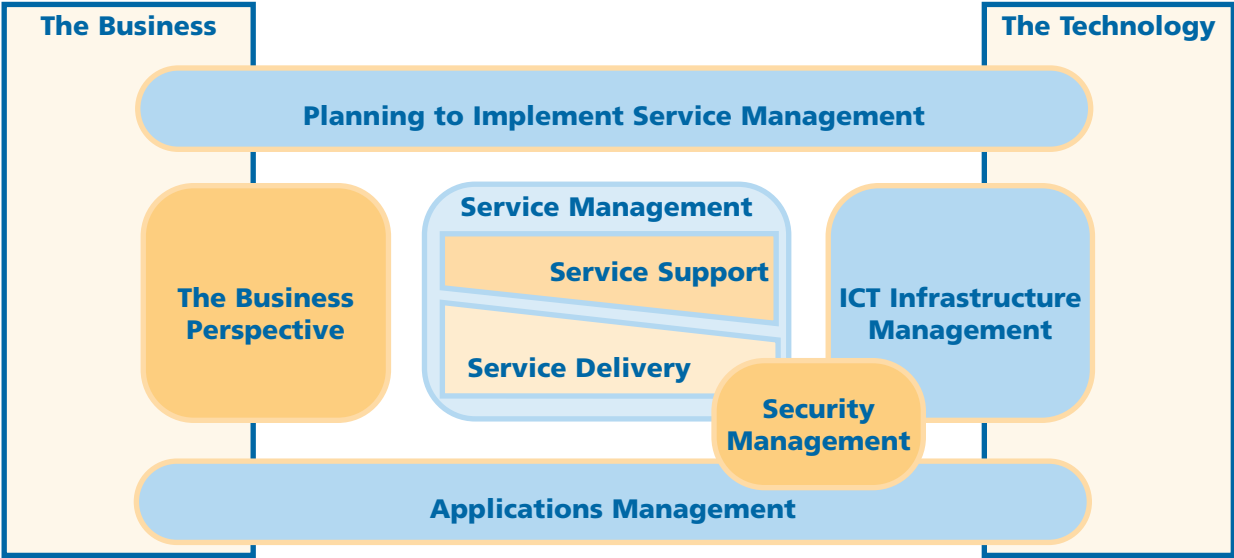 The Business
The Technology
Planning to Implement Service Management
Service Management
Service Support
The Business
Perspective
ICT Infrastructure
Management
Service Delivery
Security
Management
Applications Management